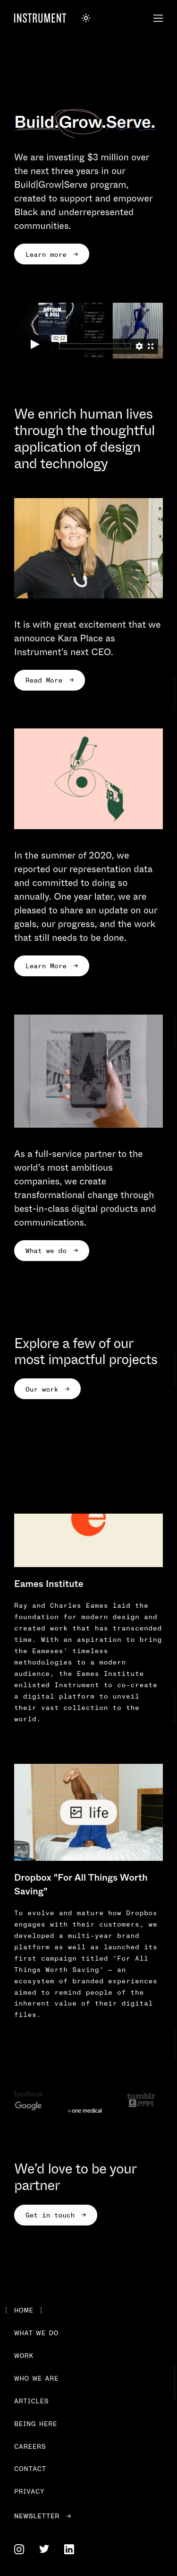 INSTRUMENT
Build.Grow.Serve.
We are investing $3 million over
the next three years in our
Build|Grow|Serve program,
created to support and empower
Black and underrepresented
communities.
Learn more →
02:12
We enrich human lives
through the thoughtful
application of design
and technology
It is with great excitement that we
announce Kara Place as
Instrument’s next CEO.
Read More →
In the summer of 2020, we
reported our representation data
and committed to doing so
annually. One year later, we are
pleased to share an update on our
goals, our progress, and the work
that still needs to be done.
Learn More →
As a full-service partner to the
world’s most ambitious
companies, we create
transformational change through
best-in-class digital products and
communications.
What we do →
Explore a few of our
most impactful projects
Our work →
Eames Institute
Ray and Charles Eames laid the
foundation for modern design and
created work that has transcended
time. With an aspiration to bring
the Eameses' timeless
methodologies to a modern
audience, the Eames Institute
enlisted Instrument to co-create
a digital platform to unveil
their vast collection to the
world.
life
Dropbox "For All Things Worth
Saving"
To evolve and mature how Dropbox
engages with their customers, we
developed a multi-year brand
platform as well as launched its
first campaign titled 'For All
Things Worth Saving' — an
ecosystem of branded experiences
aimed to remind people of the
inherent value of their digital
files.
facebook
Google
one medical
tumblr
We’d love to be your
partner
Get in touch →
[ HOME ]
WHAT WE DO
WORK
WHO WE ARE
ARTICLES
BEING HERE
CAREERS
CONTACT
PRIVACY
NEWSLETTER →